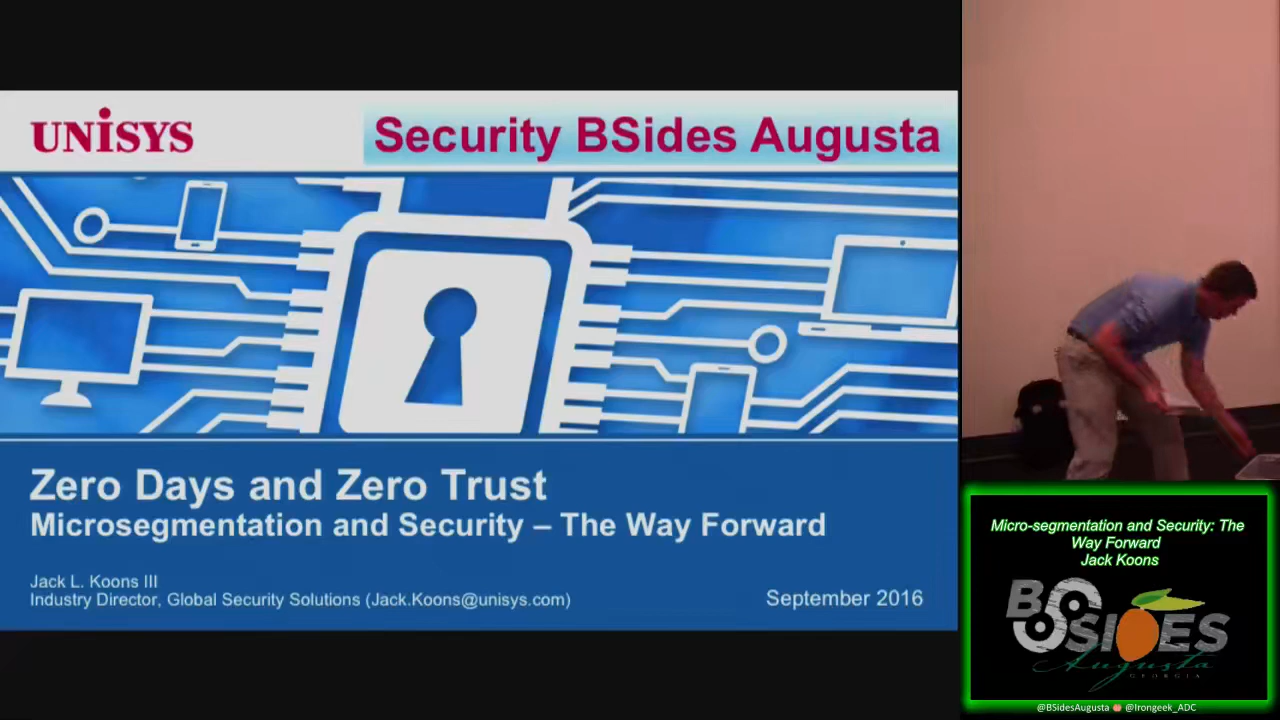 UNiSYS
Security BSides Augusta
Zero Days and Zero Trust
Microsegmentation and Security – The Way Forward
Jack L. Koons III
Industry Director, Global Security Solutions (Jack.Koons@unisys.com)
September 2016
Micro-segmentation and Security: The
Way Forward
Jack Koons
BSIDES
Augusta
GEORGIA
@BSidesAugusta @Irongeek_ADC